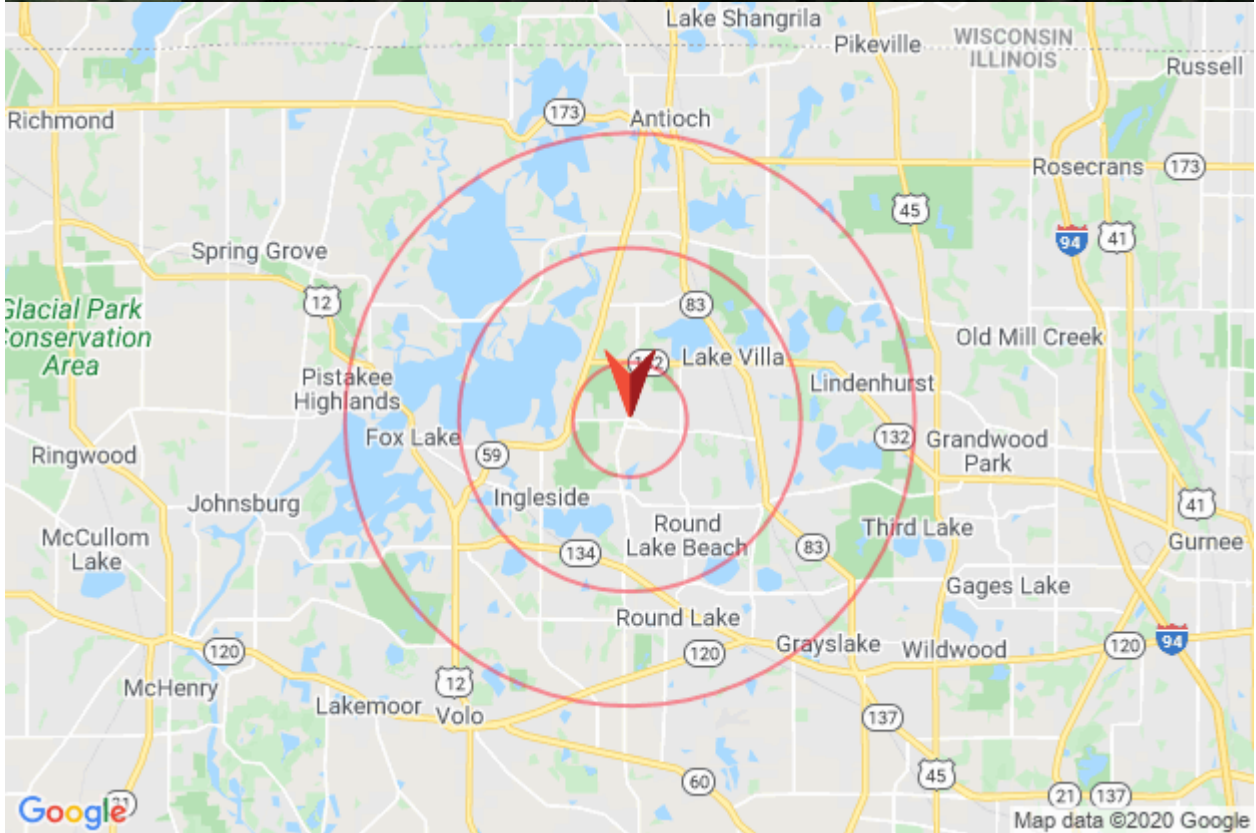 Lake Shangrila
Pikeville
WISCONSIN
ILLINOIS
Russell
Richmond
173
Antioch
Rosecrans
173
45
94
41
Spring Grove
12
83
Glacial Park
Conservation
Area
Old Mill Creek
Lake Villa
Lindenhurst
Pistakee
Highlands
Fox Lake
59
132
Grandwood
Park
Ringwood
Johnsburg
Ingleside
41
McCullom
Lake
Round
Lake Beach
Third Lake
Gurnee
134
83
Gages Lake
Round Lake
Grayslake
Wildwood
120
120
120
94
McHenry
12
Lakemoor
Volo
137
60
45
21
137
Google
Map data ©2020 Google